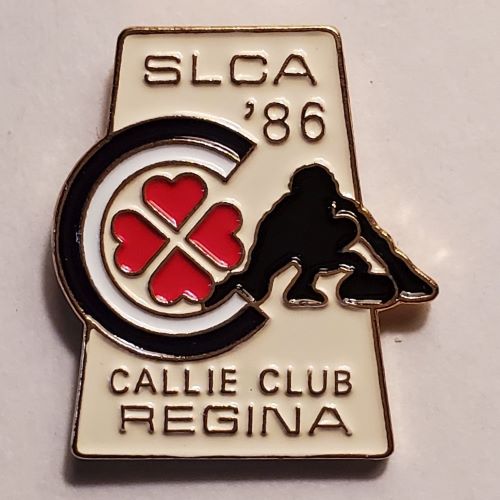 SLCA
'86
CALLIE CLUB
REGINA